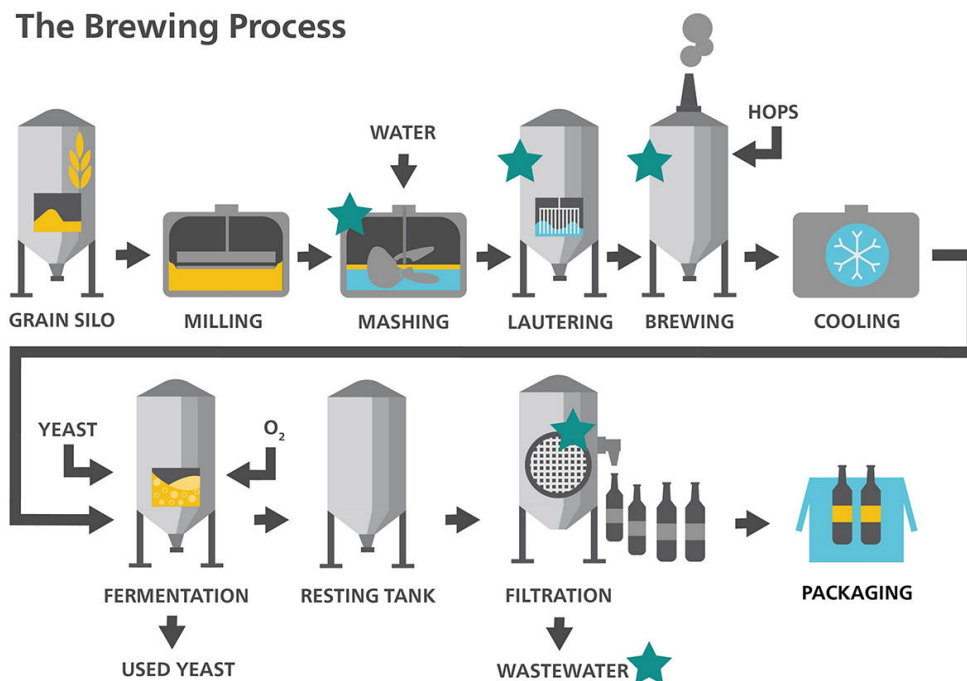 The Brewing Process
HOPS
WATER
GRAIN SILO
MILLING
MASHING
LAUTERING
BREWING
COOLING
YEAST
O₂
FERMENTATION
RESTING TANK
FILTRATION
PACKAGING
USED YEAST
WASTEWATER